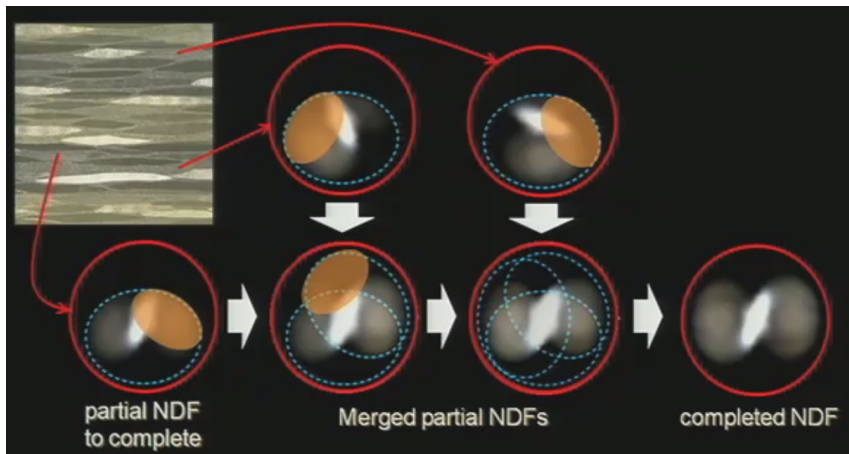 partial NDF
to complete
Merged partial NDFs
completed NDF